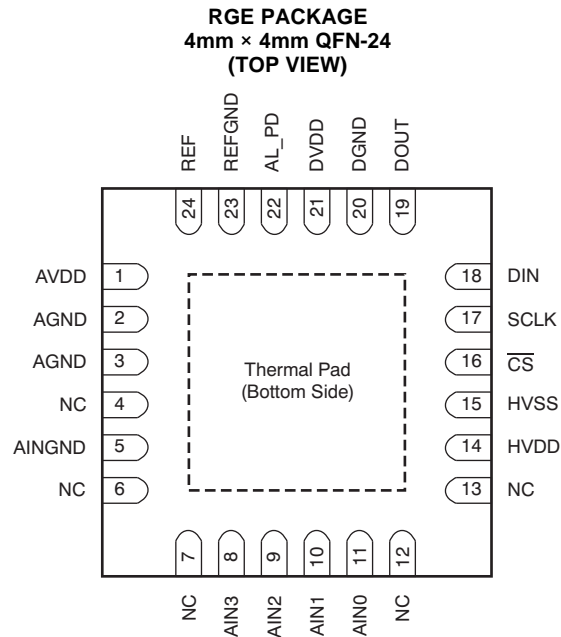 RGE PACKAGE
4mm × 4mm QFN-24
(TOP VIEW)
REF
REFGND
AL_PD
DVDD
DGND
DOUT
24
23
22
21
20
19
AVDD 1
AGND 2
AGND 3
NC 4
AINGND 5
NC 6
Thermal Pad
(Bottom Side)
18 DIN
17 SCLK
16 C̅S̅
15 HVSS
14 HVDD
13 NC
7
8
9
10
11
12
NC
AIN3
AIN2
AIN1
AIN0
NC